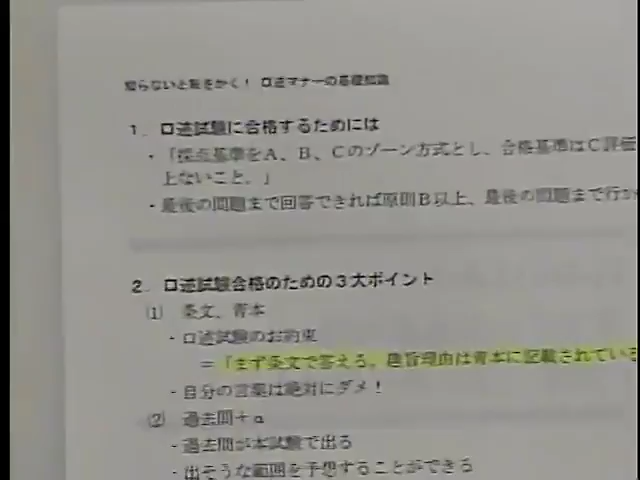 知らないと恥をかく! 口述マナーの基礎知識
1. 口述試験に合格するためには
・「採点基準をA、B、Cのゾーン方式とし、合格基準はC評価
上ないこと。」
・最後の問題まで回答できれば原則B以上、最後の問題まで行か
2. 口述試験合格のための3大ポイント
(1) 条文、青本
・口述試験のお約束
=「まず条文で答える。趣旨理由は青本に記載されている
・自分の言葉は絶対にダメ!
(2) 過去問+α
・過去問が本試験で出る
・出そうな範囲を予想することができる